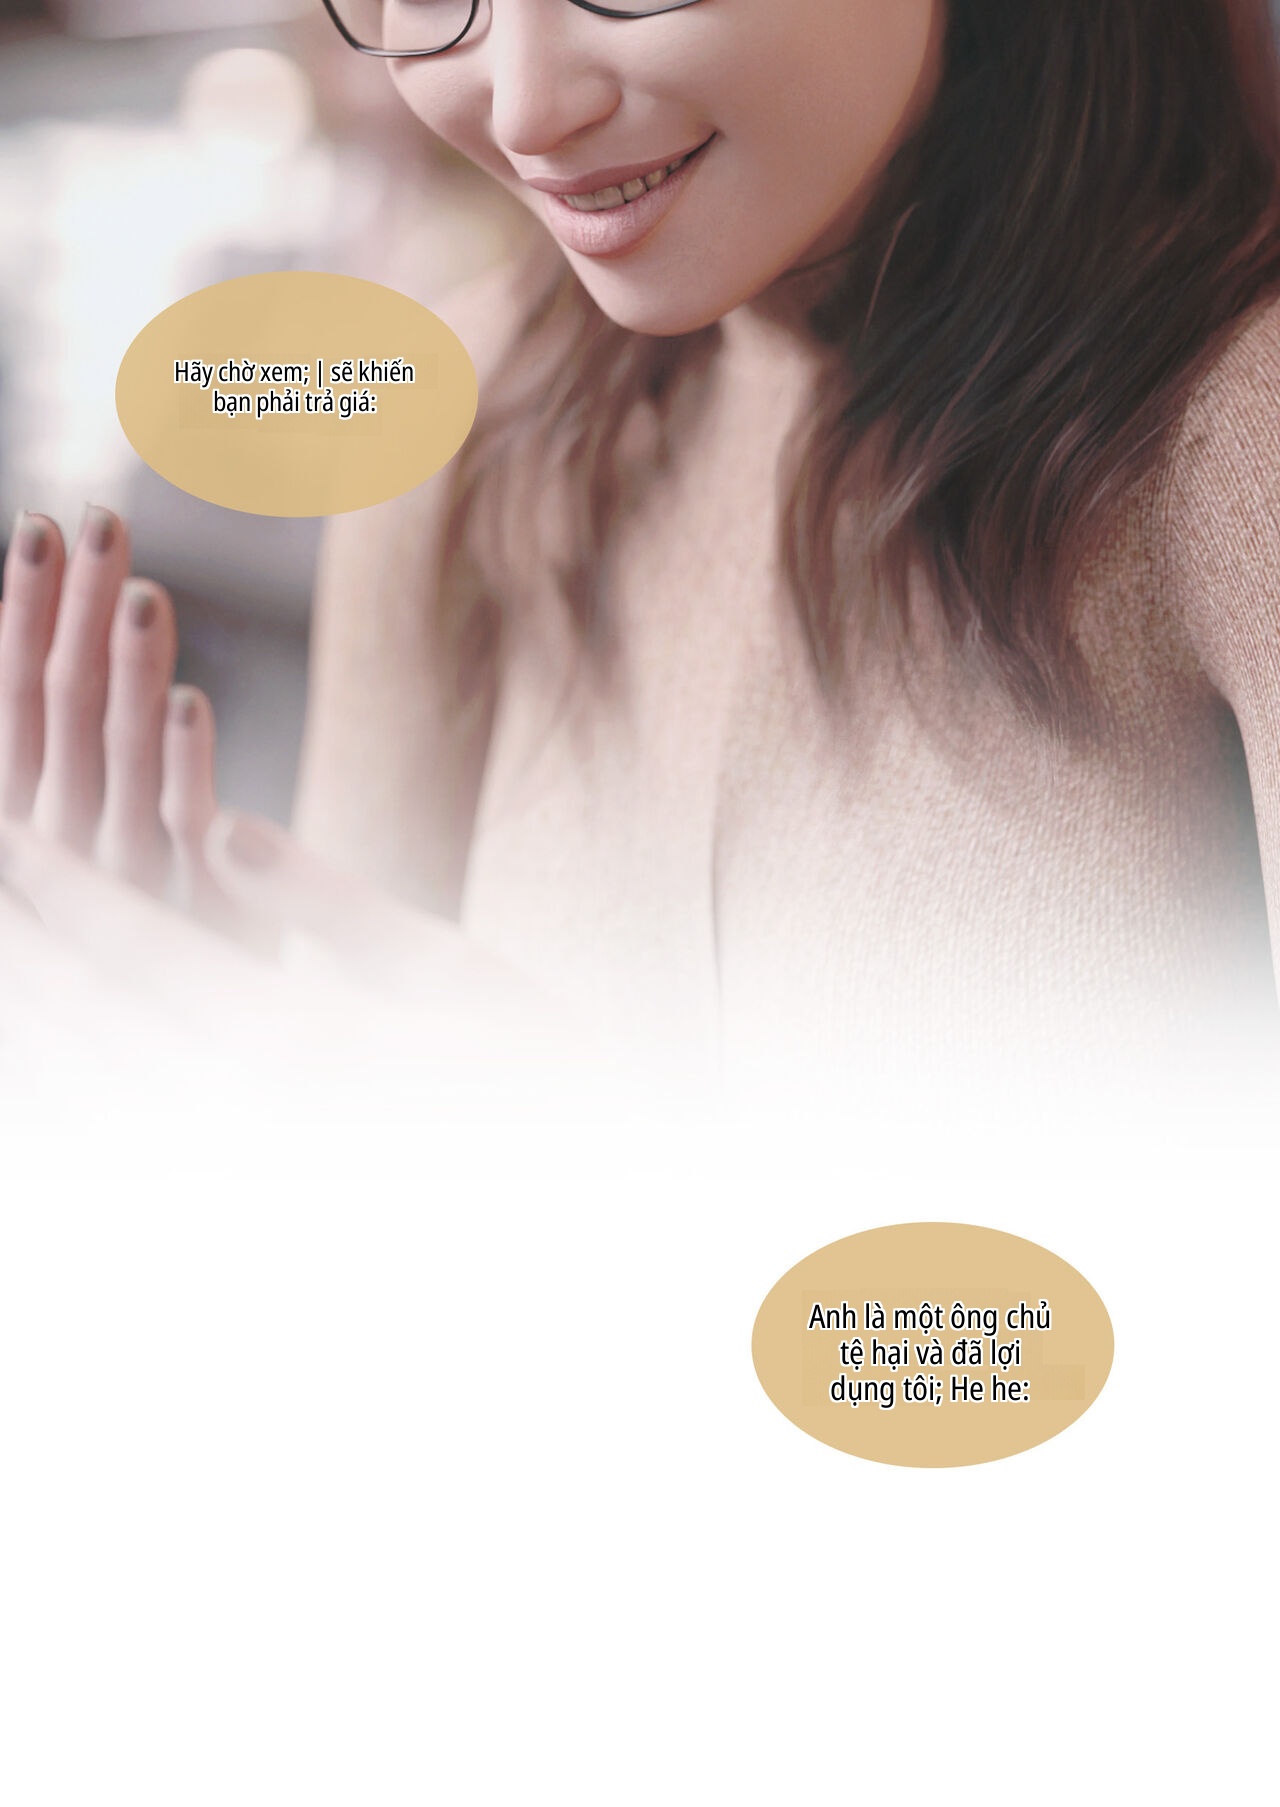 Hãy chờ xem; | sẽ khiến
bạn phải trả giá:
Anh là một ông chủ
tệ hại và đã lợi
dụng tôi; He he: